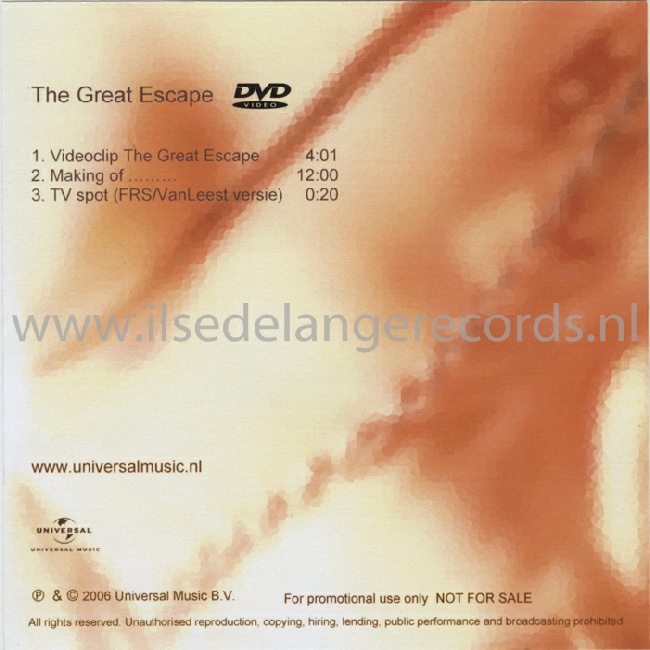 The Great Escape DVD VIDEO
1. Videoclip The Great Escape 4:01
2. Making of ......... 12:00
3. TV spot (FRS/VanLeest versie) 0:20
www.ilsedelangerecords.nl
www.universalmusic.nl
UNIVERSAL
UNIVERSAL MUSIC
℗ & © 2006 Universal Music B.V. For promotional use only NOT FOR SALE
All rights reserved. Unauthorised reproduction, copying, hiring, lending, public performance and broadcasting prohibited.